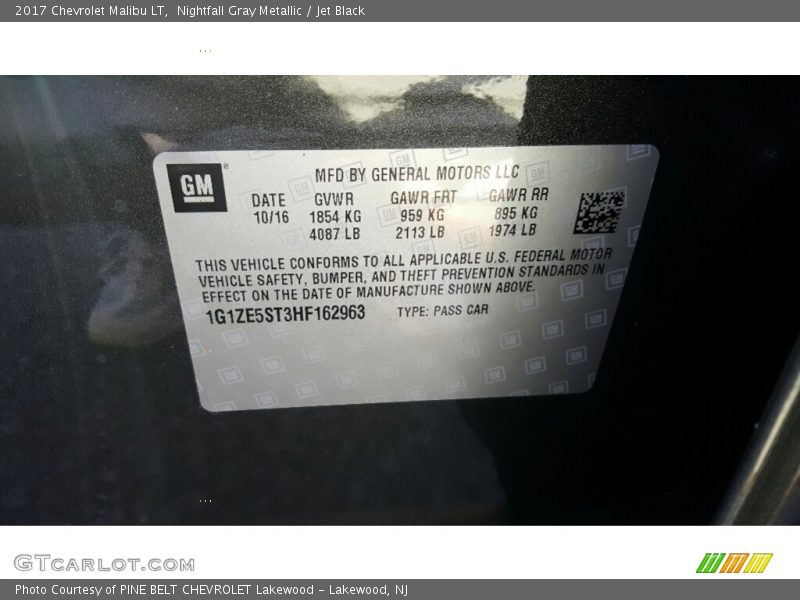 2017 Chevrolet Malibu LT,  Nightfall Gray Metallic / Jet Black
GM
MFD BY GENERAL MOTORS LLC
DATE GVWR GAWR FRT GAWR RR
10/16 1854 KG 959 KG 895 KG
4087 LB 2113 LB 1974 LB
THIS VEHICLE CONFORMS TO ALL APPLICABLE U.S. FEDERAL MOTOR
VEHICLE SAFETY, BUMPER, AND THEFT PREVENTION STANDARDS IN
EFFECT ON THE DATE OF MANUFACTURE SHOWN ABOVE.
1G1ZE5ST3HF162963 TYPE: PASS CAR
GTCARLOT.COM
Photo Courtesy of PINE BELT CHEVROLET Lakewood - Lakewood, NJ